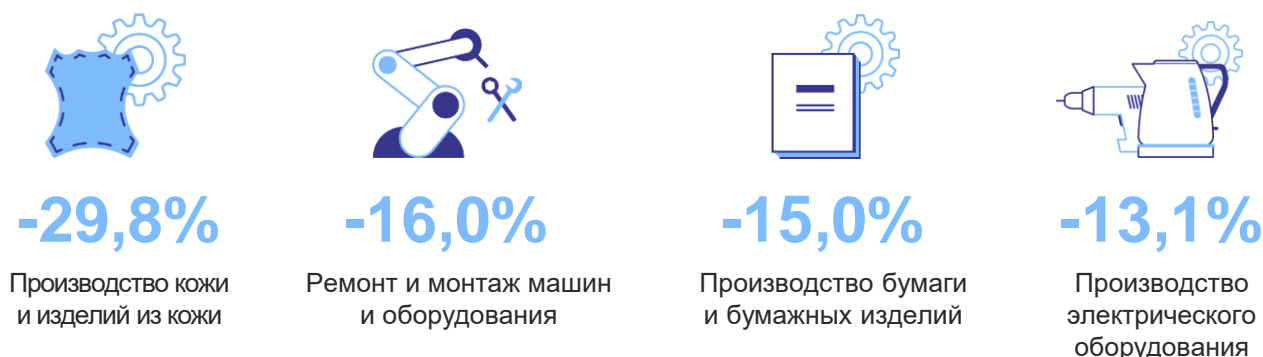 -29,8%
Производство кожи
и изделий из кожи
-16,0%
Ремонт и монтаж машин
и оборудования
-15,0%
Производство бумаги
и бумажных изделий
-13,1%
Производство
электрического
оборудования